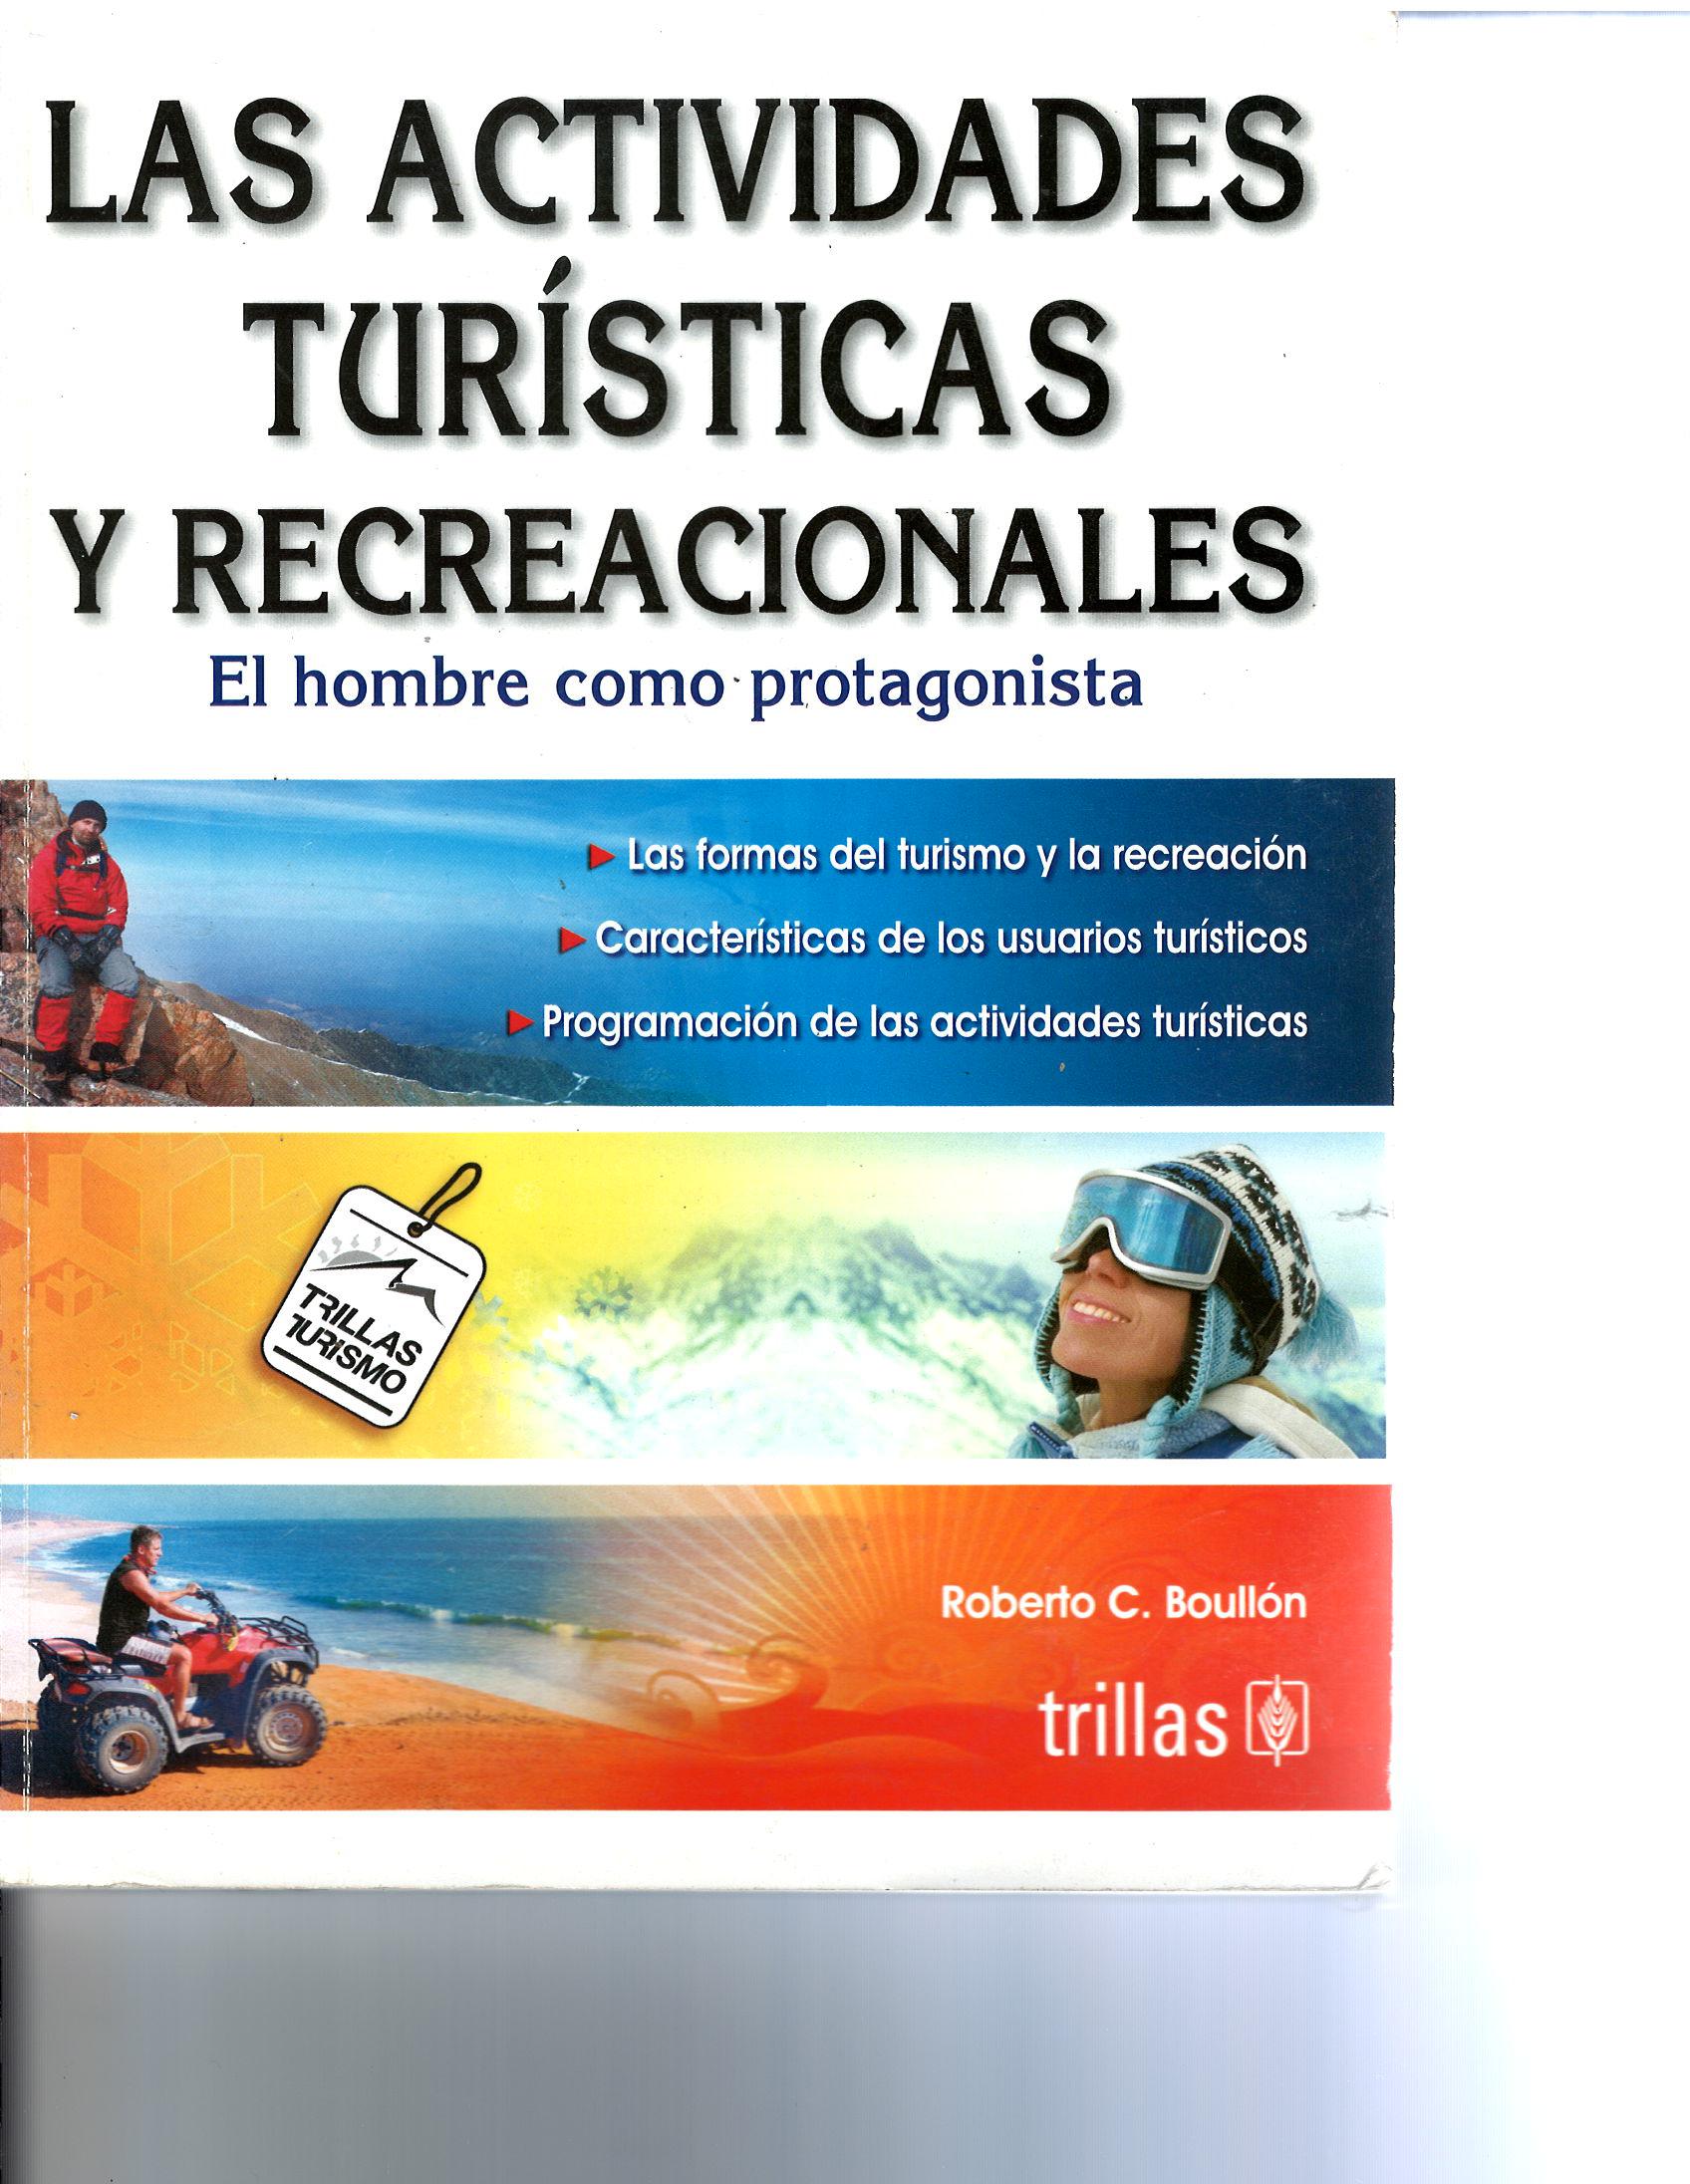 LAS ACTIVIDADES
TURÍSTICAS
Y RECREACIONALES
El hombre como protagonista
Las formas del turismo y la recreación
Características de los usuarios turísticos
Programación de las actividades turísticas
TRILLAS
TURISMO
Roberto C. Boullón
trillas